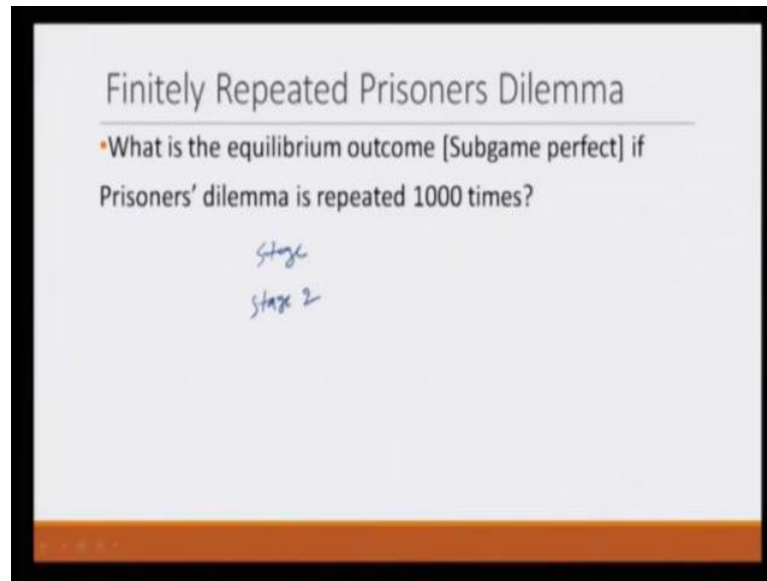 Finitely Repeated Prisoners Dilemma
•What is the equilibrium outcome [Subgame perfect] if
Prisoners’ dilemma is repeated 1000 times?
stage
stage 2